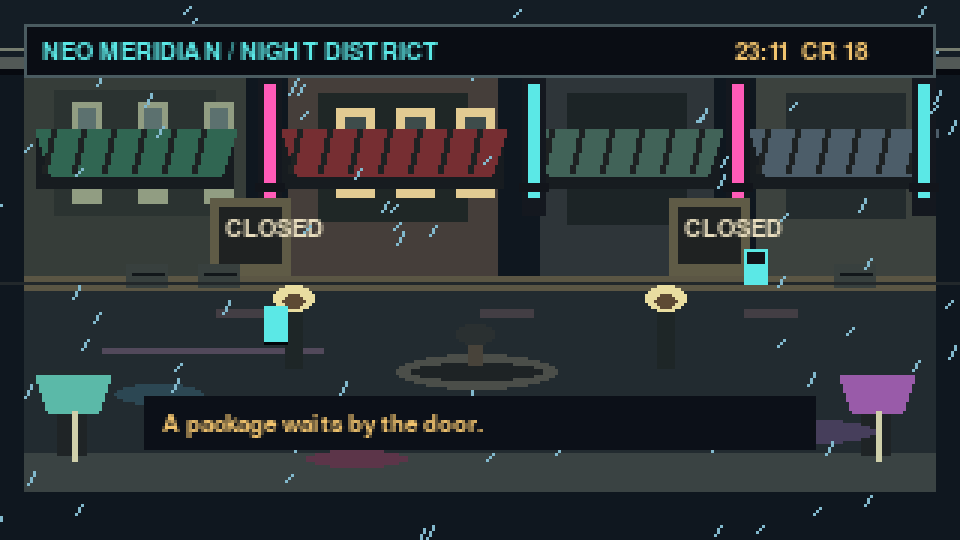 NEO MERIDIAN / NIGHT DISTRICT
23:11 CR 18
CLOSED
CLOSED
A package waits by the door.